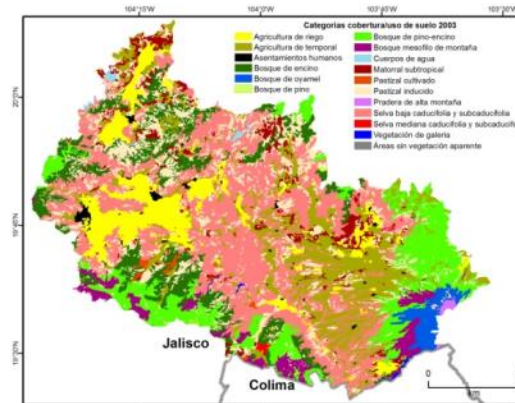 104°15'W 104°0'W 103°45'W 103°30'W
Categorías cobertura/uso de suelo 2003
Agricultura de riego
Agricultura de temporal
Asentamientos humanos
Bosque de encino
Bosque de oyamel
Bosque de pino
Bosque de pino-encino
Bosque mesofilo de montaña
Cuerpos de agua
Matorral subtropical
Pastizal cultivado
Pastizal inducido
Pradera de alta montaña
Selva baja caducifolia y subcaducifolia
Selva mediana caducifolia y subcaducifolia
Vegetación de galería
Áreas sin vegetación aparente
19°45'N
19°30'N
Jalisco
Colima
0